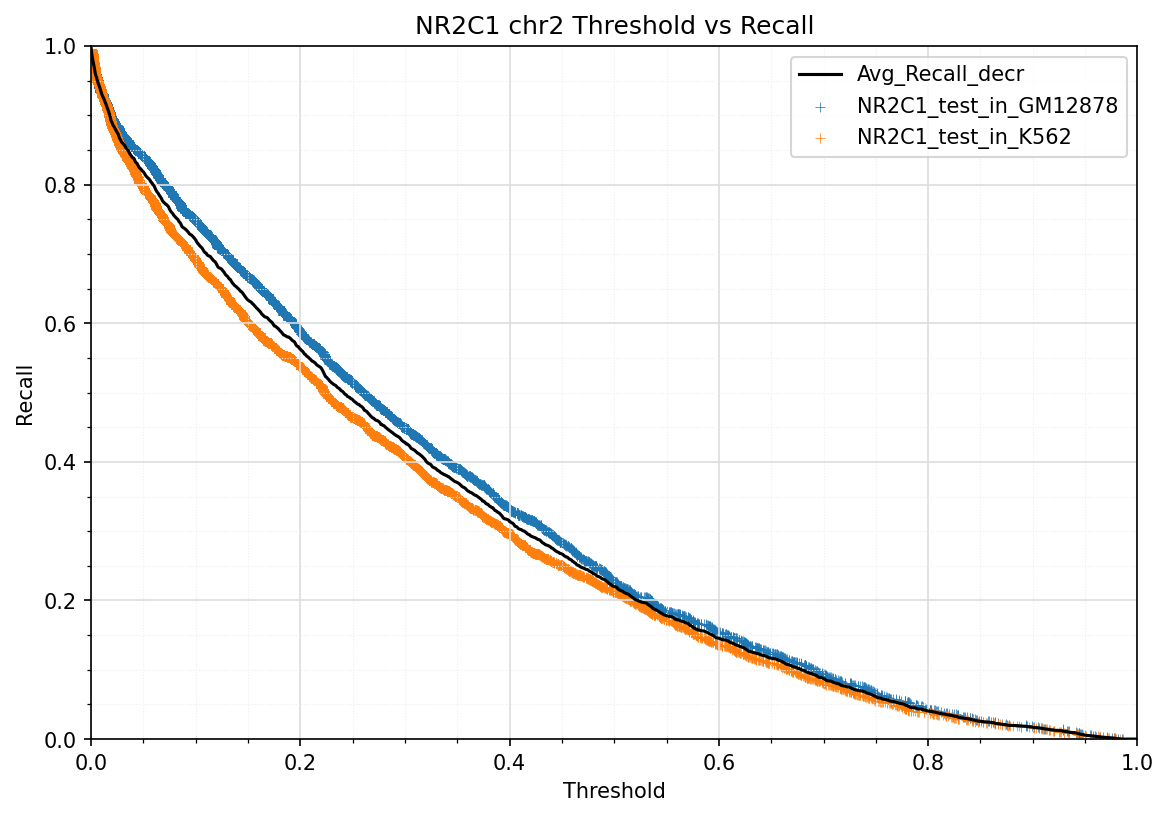 NR2C1 chr2 Threshold vs Recall
Avg_Recall_decr
NR2C1_test_in_GM12878
NR2C1_test_in_K562
Recall
1.0
0.8
0.6
0.4
0.2
0.0
0.0 0.2 0.4 0.6 0.8 1.0
Threshold